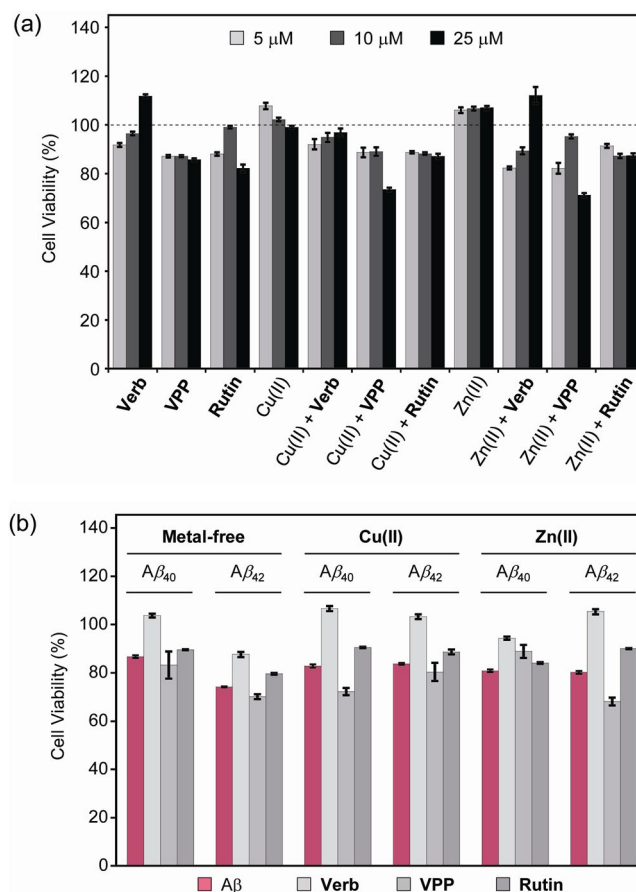 (a)
5 μM 10 μM 25 μM
140
120
100
80
60
40
20
0
Cell Viability (%)
Verb
VPP
Rutin
Cu(II)
Cu(II) + Verb
Cu(II) + VPP
Cu(II) + Rutin
Zn(II)
Zn(II) + Verb
Zn(II) + VPP
Zn(II) + Rutin
(b)
Metal-free Cu(II) Zn(II)
Aβ40 Aβ42 Aβ40 Aβ42 Aβ40 Aβ42
140
120
100
80
60
40
20
0
Cell Viability (%)
Aβ Verb VPP Rutin